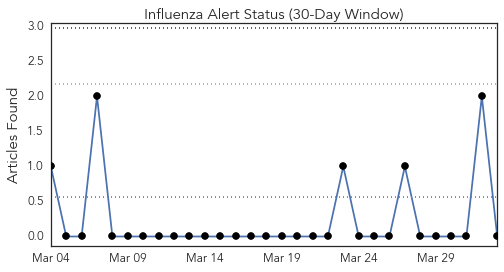 Influenza Alert Status (30-Day Window)
3.0
2.5
2.0
1.5
1.0
0.5
0.0
Articles Found
Mar 04 Mar 09 Mar 14 Mar 19 Mar 24 Mar 29